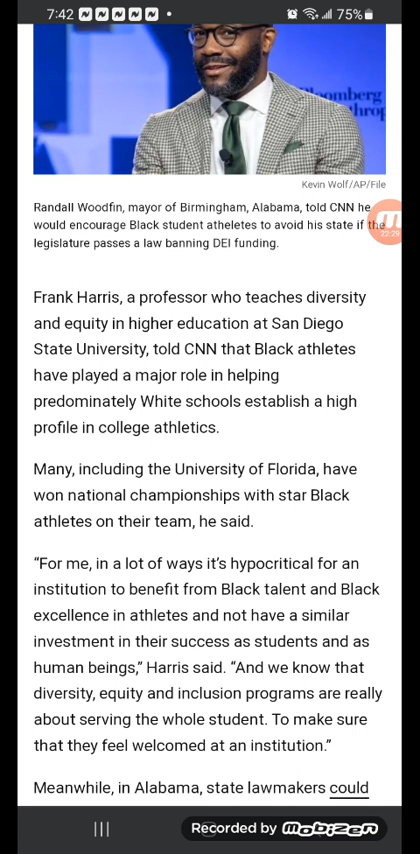 7:42
75%
Bloomberg
throp
Kevin Wolf/AP/File
Randall Woodfin, mayor of Birmingham, Alabama, told CNN he
would encourage Black student atheletes to avoid his state if the
legislature passes a law banning DEI funding.
22:29
Frank Harris, a professor who teaches diversity
and equity in higher education at San Diego
State University, told CNN that Black athletes
have played a major role in helping
predominately White schools establish a high
profile in college athletics.
Many, including the University of Florida, have
won national championships with star Black
athletes on their team, he said.
“For me, in a lot of ways it’s hypocritical for an
institution to benefit from Black talent and Black
excellence in athletes and not have a similar
investment in their success as students and as
human beings,” Harris said. “And we know that
diversity, equity and inclusion programs are really
about serving the whole student. To make sure
that they feel welcomed at an institution.”
Meanwhile, in Alabama, state lawmakers could
Recorded by mobizen